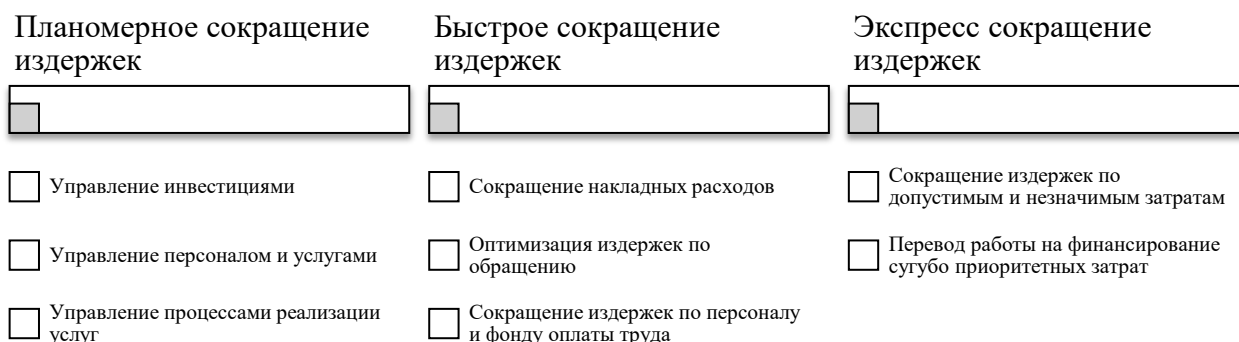 Планомерное сокращение
издержек
Управление инвестициями
Управление персоналом и услугами
Управление процессами реализации
услуг
Быстрое сокращение
издержек
Сокращение накладных расходов
Оптимизация издержек по
обращению
Сокращение издержек по персоналу
и фонду оплаты труда
Экспресс сокращение
издержек
Сокращение издержек по
допустимым и незначимым затратам
Перевод работы на финансирование
сугубо приоритетных затрат